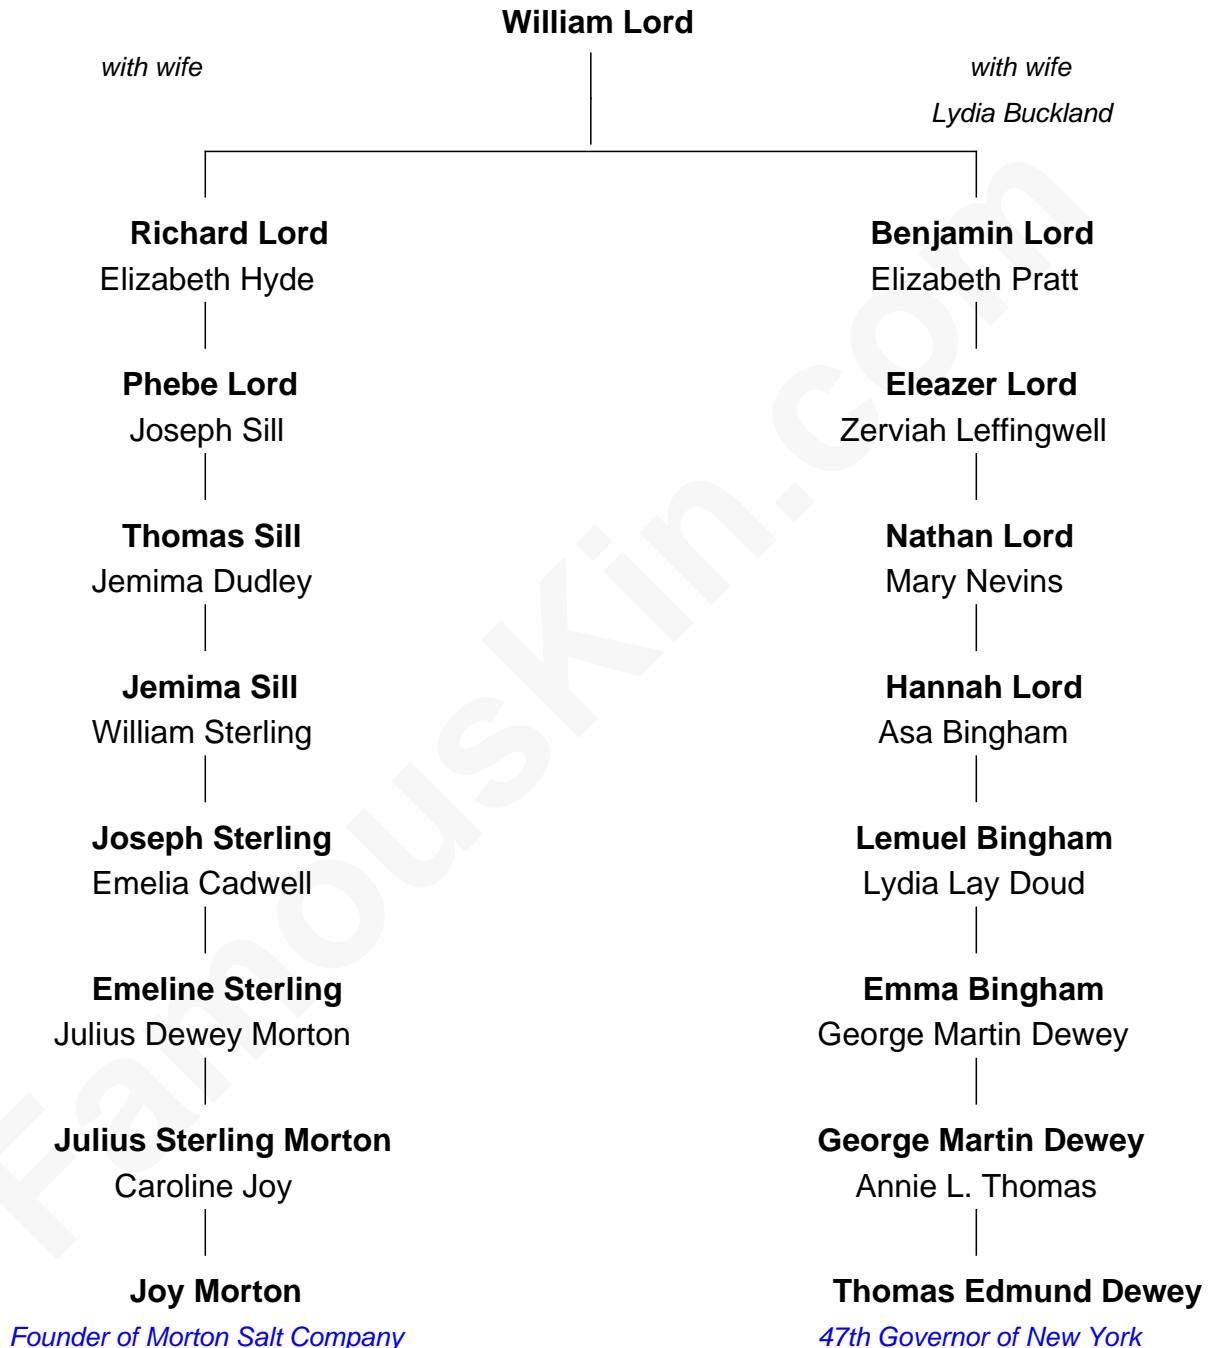 William Lord
with wife
with wife
Lydia Buckland
Richard Lord
Elizabeth Hyde
Benjamin Lord
Elizabeth Pratt
Phebe Lord
Joseph Sill
Eleazer Lord
Zerviah Leffingwell
Thomas Sill
Jemima Dudley
Nathan Lord
Mary Nevins
Jemima Sill
William Sterling
Hannah Lord
Asa Bingham
Joseph Sterling
Emelia Cadwell
Lemuel Bingham
Lydia Lay Doud
Emeline Sterling
Julius Dewey Morton
Emma Bingham
George Martin Dewey
Julius Sterling Morton
Caroline Joy
George Martin Dewey
Annie L. Thomas
Joy Morton
Founder of Morton Salt Company
Thomas Edmund Dewey
47th Governor of New York
FamousKin.com